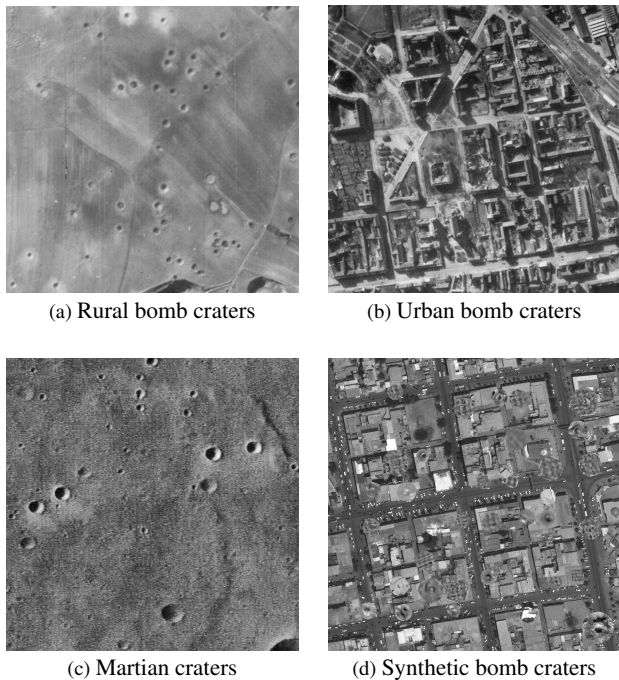 (a) Rural bomb craters
(b) Urban bomb craters
(c) Martian craters
(d) Synthetic bomb craters